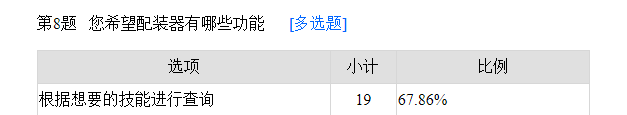 第8题 您希望配装器有哪些功能 [多选题]
选项 小计 比例
根据想要的技能进行查询 19 67.86%